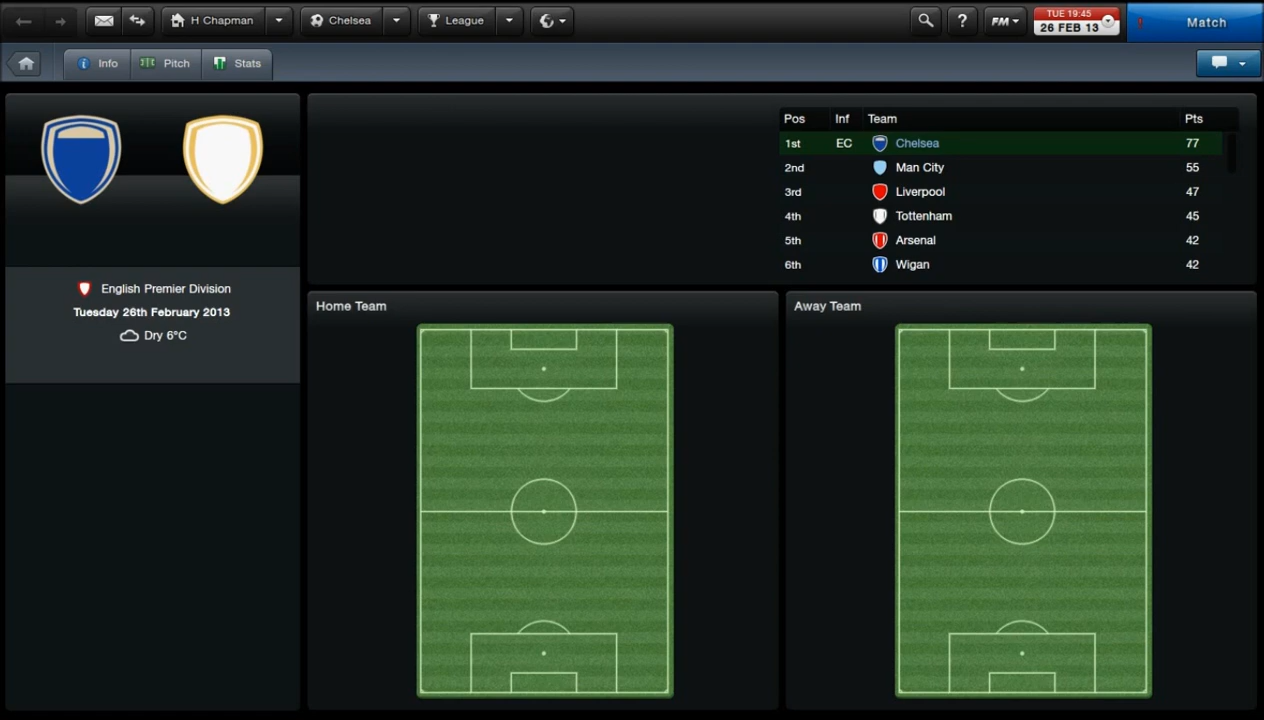 H Chapman
Chelsea
League
?
FM
TUE 19:45
26 FEB 13
Match
Info
Pitch
Stats
Pos Inf Team Pts
1st EC Chelsea 77
2nd Man City 55
3rd Liverpool 47
4th Tottenham 45
5th Arsenal 42
6th Wigan 42
English Premier Division
Tuesday 26th February 2013
Dry 6°C
Home Team
Away Team